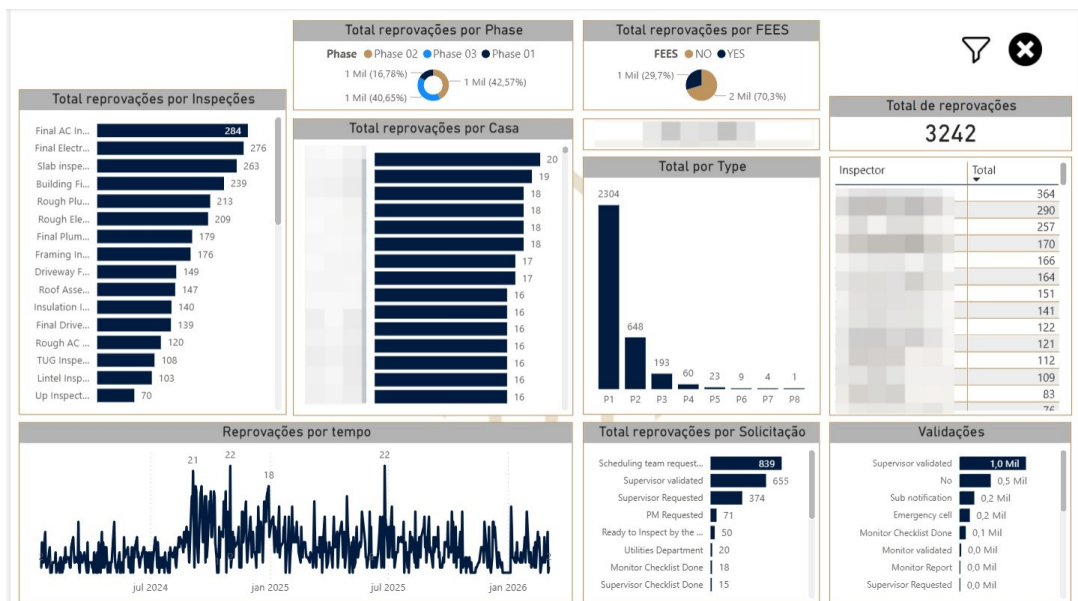 Total reprovações por Phase
Phase Phase 02 Phase 03 Phase 01
1 Mil (16,78%)
1 Mil (42,57%)
1 Mil (40,65%)
Total reprovações por FEES
FEES NO YES
1 Mil (29,7%)
2 Mil (70,3%)
Total reprovações por Inspeções
Final AC In... 284
Final Electr... 276
Slab inspe... 263
Building Fi... 239
Rough Plu... 213
Rough Ele... 209
Final Plum... 179
Framing In... 176
Driveway F... 149
Roof Asse... 147
Insulation I... 140
Final Drive... 139
Rough AC ... 120
TUG Inspe... 108
Lintel Insp... 103
Up Inspect... 70
Total reprovações por Casa
20
19
18
18
18
18
17
17
16
16
16
16
16
16
16
Total por Type
2304
648
193
60
23
9
4
1
P1 P2 P3 P4 P5 P6 P7 P8
Total de reprovações
3242
Inspector Total
364
290
257
170
166
164
151
141
122
121
112
109
83
76
Reprovações por tempo
21
22
18
22
jul 2024 jan 2025 jul 2025 jan 2026
Total reprovações por Solicitação
Scheduling team request... 839
Supervisor validated 655
Supervisor Requested 374
PM Requested 71
Ready to Inspect by the ... 50
Utilities Department 20
Monitor Checklist Done 18
Supervisor Checklist Done 15
Validações
Supervisor validated 1,0 Mil
No 0,5 Mil
Sub notification 0,2 Mil
Emergency cell 0,2 Mil
Monitor Checklist Done 0,1 Mil
Monitor validated 0,0 Mil
Monitor Report 0,0 Mil
Supervisor Requested 0,0 Mil